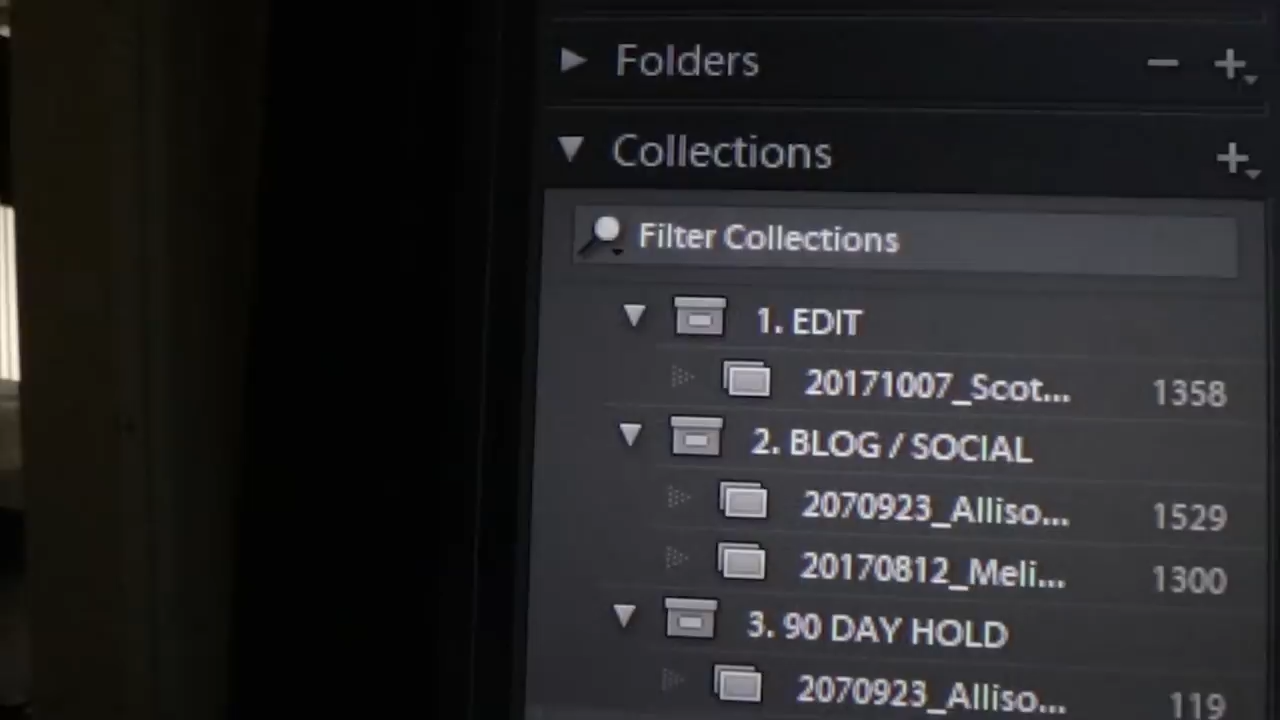 Folders
Collections
Filter Collections
1. EDIT
20171007_Scot... 1358
2. BLOG / SOCIAL
2070923_Alliso... 1529
20170812_Meli... 1300
3. 90 DAY HOLD
2070923_Alliso... 119